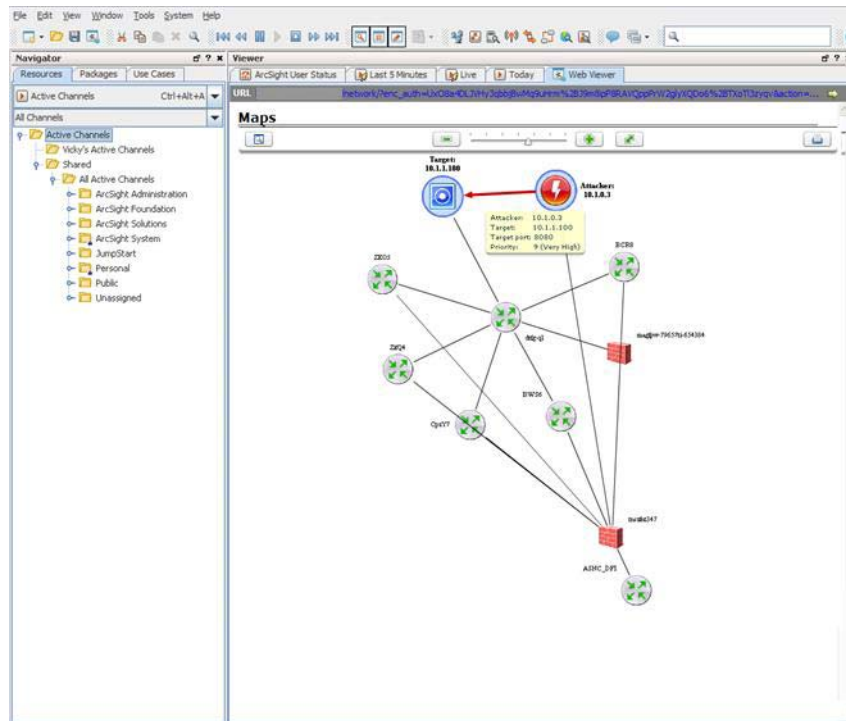 File Edit View Window Tools System Help
Navigator
Resources Packages Use Cases
Active Channels Ctrl+Alt+A
All Channels
Active Channels
Vicky's Active Channels
Shared
All Active Channels
ArcSight Administration
ArcSight Foundation
ArcSight Solutions
ArcSight System
JumpStart
Personal
Public
Unassigned
Viewer
ArcSight User Status Last 5 Minutes Live Today Web Viewer
URL
Maps
Target:
10.1.1.100
Attacker:
10.1.0.3
Attacker: 10.1.0.3
Target: 10.1.1.100
Target port: 8080
Priority: 9 (Very High)